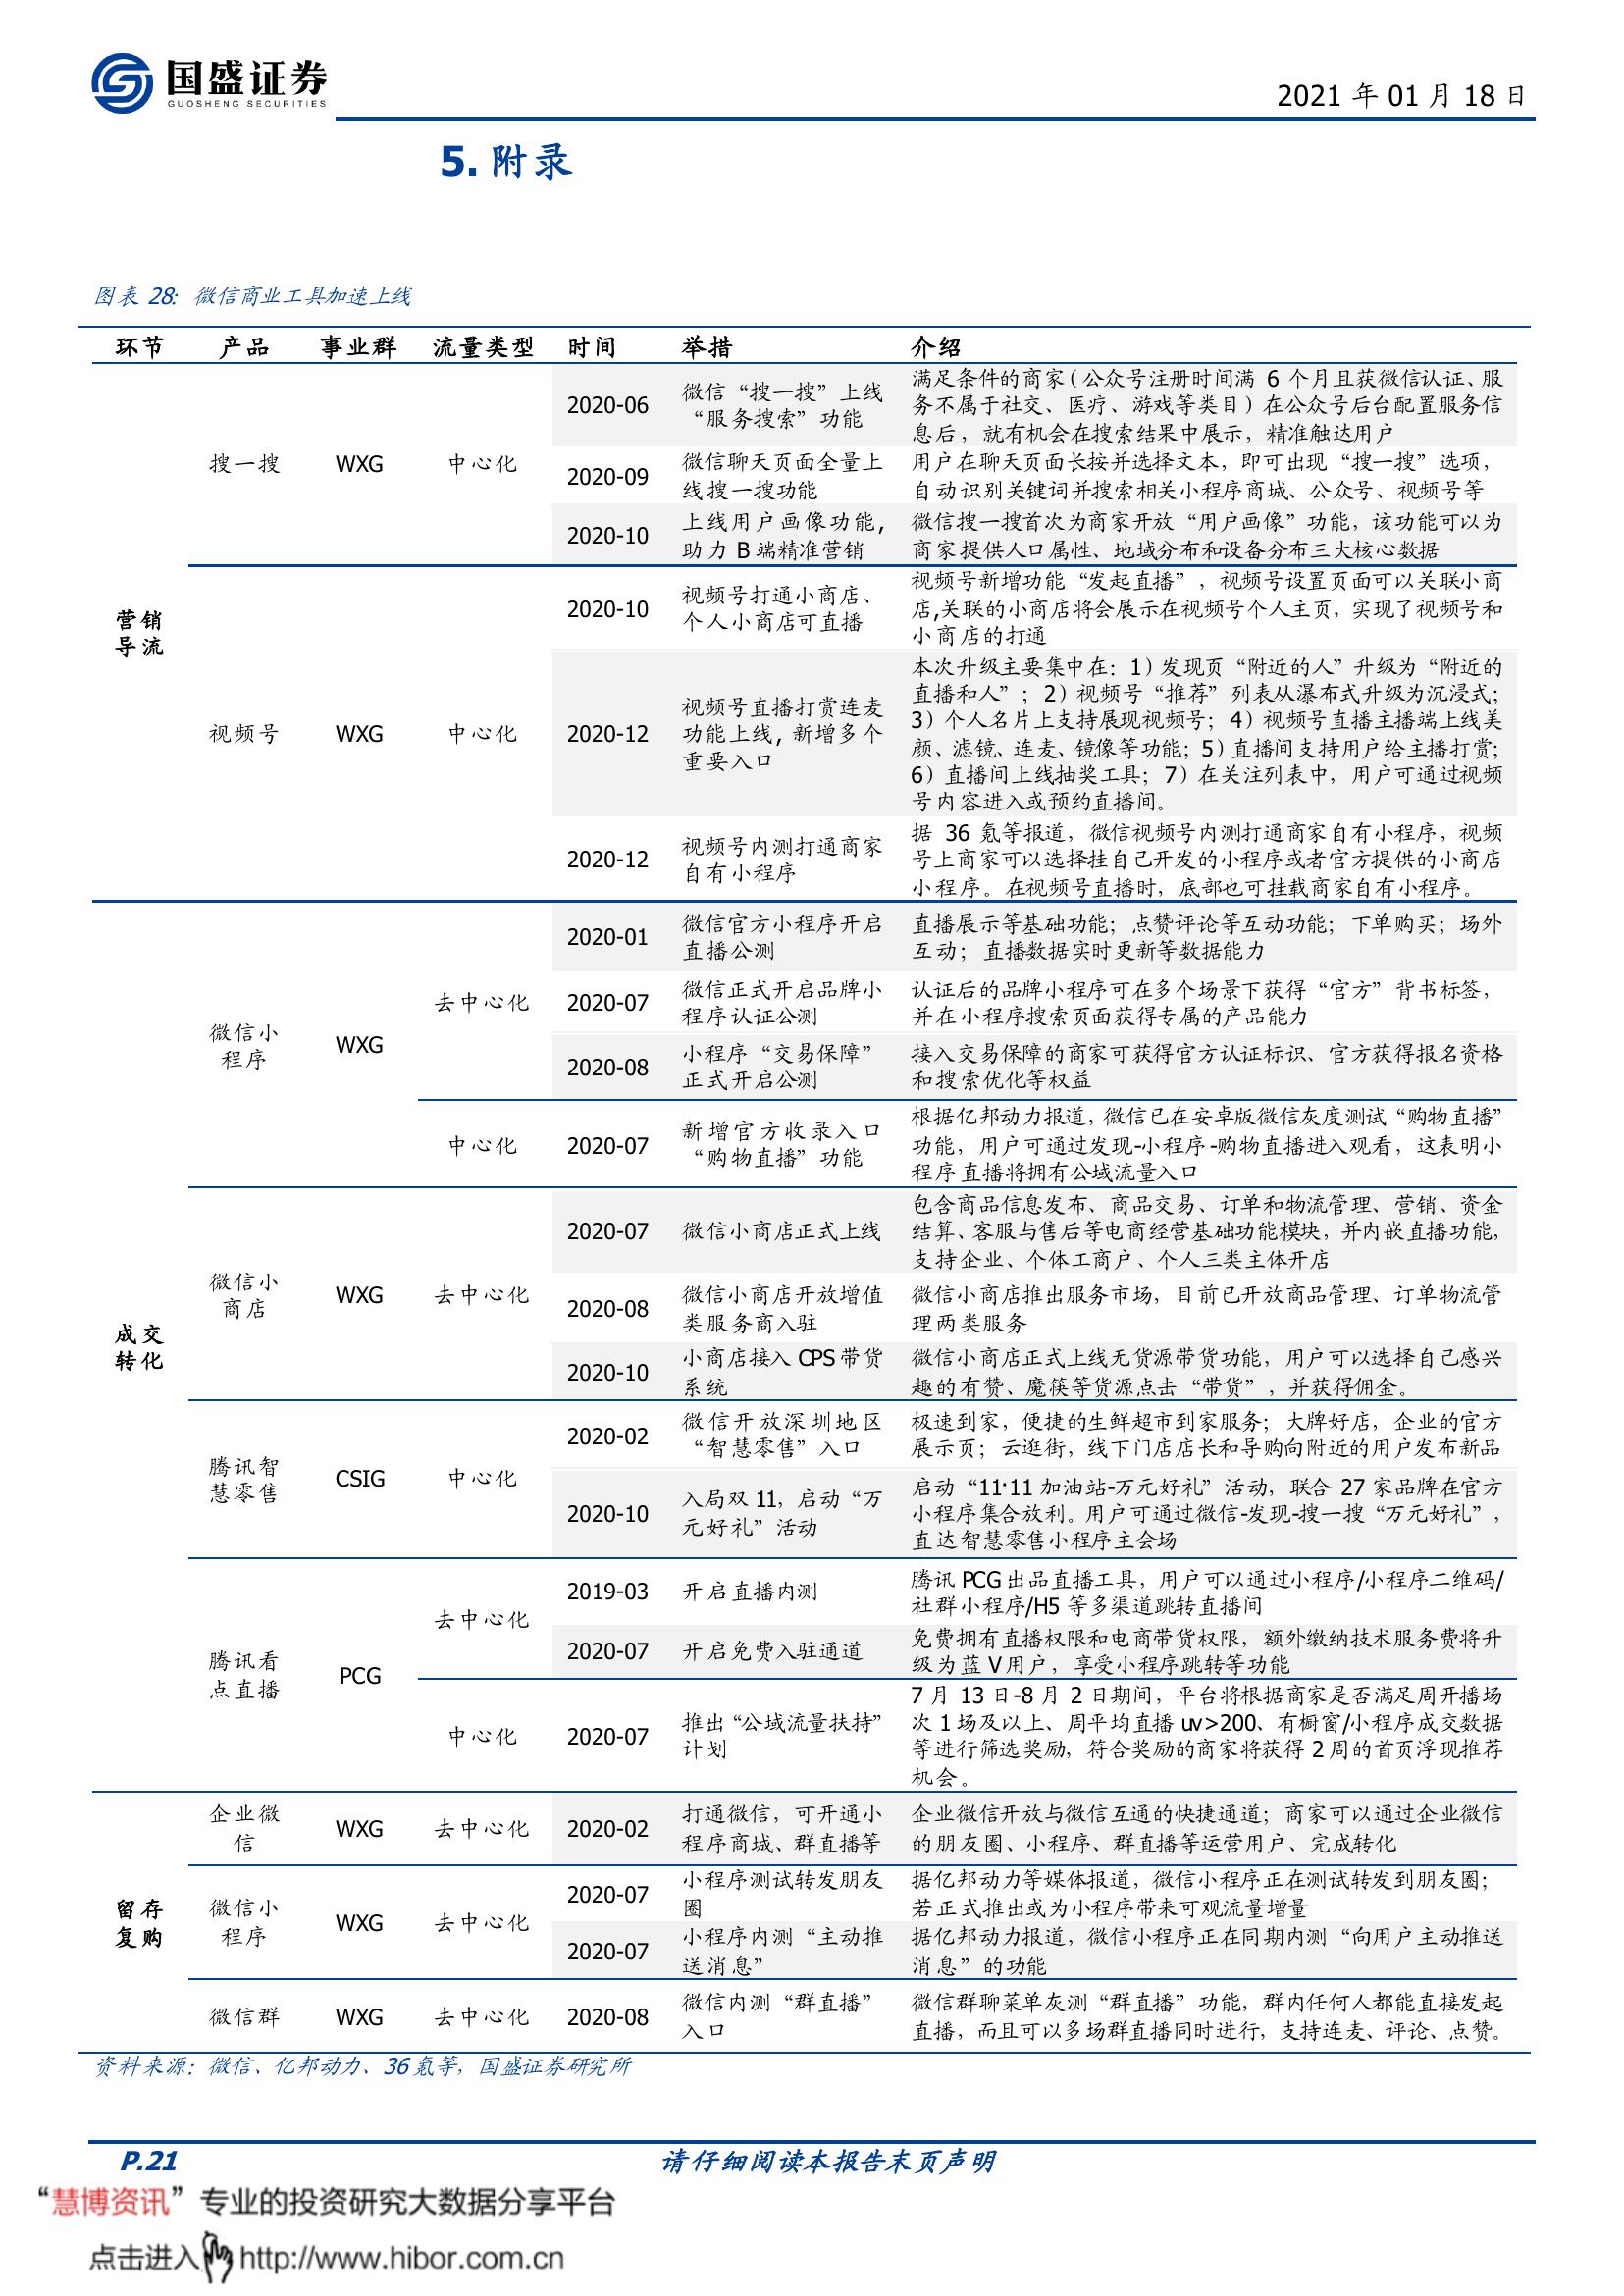 国盛证券
GUOSHENG SECURITIES
2021 年 01 月 18 日
5. 附录
图表 28: 微信商业工具加速上线
环节 产品 事业群 流量类型 时间 举措 介绍
营销
导流
搜一搜 WXG 中心化
2020-06
微信“搜一搜”上线
“服务搜索”功能
满足条件的商家(公众号注册时间满 6 个月且获微信认证、服
务不属于社交、医疗、游戏等类目)在公众号后台配置服务信
息后，就有机会在搜索结果中展示，精准触达用户
2020-09
微信聊天页面全量上
线搜一搜功能
用户在聊天页面长按并选择文本，即可出现“搜一搜”选项，
自动识别关键词并搜索相关小程序商城、公众号、视频号等
2020-10
上线用户画像功能，
助力 B 端精准营销
微信搜一搜首次为商家开放“用户画像”功能，该功能可以为
商家提供人口属性、地域分布和设备分布三大核心数据
视频号 WXG 中心化
2020-10
视频号打通小商店、
个人小商店可直播
视频号新增功能“发起直播”，视频号设置页面可以关联小商
店,关联的小商店将会展示在视频号个人主页，实现了视频号和
小商店的打通
2020-12
视频号直播打赏连麦
功能上线，新增多个
重要入口
本次升级主要集中在：1）发现页“附近的人”升级为“附近的
直播和人”；2）视频号“推荐”列表从瀑布式升级为沉浸式；
3）个人名片上支持展现视频号；4）视频号直播主播端上线美
颜、滤镜、连麦、镜像等功能；5）直播间支持用户给主播打赏；
6）直播间上线抽奖工具；7）在关注列表中，用户可通过视频
号内容进入或预约直播间。
2020-12
视频号内测打通商家
自有小程序
据 36 氪等报道，微信视频号内测打通商家自有小程序，视频
号上商家可以选择挂自己开发的小程序或者官方提供的小商店
小程序。在视频号直播时，底部也可挂载商家自有小程序。
成交
转化
微信小
程序
WXG
去中心化
2020-01
微信官方小程序开启
直播公测
直播展示等基础功能；点赞评论等互动功能；下单购买；场外
互动；直播数据实时更新等数据能力
2020-07
微信正式开启品牌小
程序认证公测
认证后的品牌小程序可在多个场景下获得“官方”背书标签，
并在小程序搜索页面获得专属的产品能力
2020-08
小程序“交易保障”
正式开启公测
接入交易保障的商家可获得官方认证标识、官方获得报名资格
和搜索优化等权益
中心化
2020-07
新增官方收录入口
“购物直播”功能
根据亿邦动力报道，微信已在安卓版微信灰度测试“购物直播”
功能，用户可通过发现-小程序-购物直播进入观看，这表明小
程序直播将拥有公域流量入口
微信小
商店
WXG 去中心化
2020-07
微信小商店正式上线
包含商品信息发布、商品交易、订单和物流管理、营销、资金
结算、客服与售后等电商经营基础功能模块，并内嵌直播功能，
支持企业、个体工商户、个人三类主体开店
2020-08
微信小商店开放增值
类服务商入驻
微信小商店推出服务市场，目前已开放商品管理、订单物流管
理两类服务
2020-10
小商店接入 CPS 带货
系统
微信小商店正式上线无货源带货功能，用户可以选择自己感兴
趣的有赞、魔筷等货源点击“带货”，并获得佣金。
腾讯智
慧零售
CSIG 中心化
2020-02
微信开放深圳地区
“智慧零售”入口
极速到家，便捷的生鲜超市到家服务；大牌好店，企业的官方
展示页；云逛街，线下门店店长和导购向附近的用户发布新品
2020-10
入局双 11，启动“万
元好礼”活动
启动“11·11 加油站-万元好礼”活动，联合 27 家品牌在官方
小程序集合放利。用户可通过微信-发现-搜一搜“万元好礼”，
直达智慧零售小程序主会场
腾讯看
点直播
PCG
去中心化
2019-03
开启直播内测
腾讯 PCG 出品直播工具，用户可以通过小程序/小程序二维码/
社群小程序/H5 等多渠道跳转直播间
2020-07
开启免费入驻通道
免费拥有直播权限和电商带货权限，额外缴纳技术服务费将升
级为蓝 V 用户，享受小程序跳转等功能
中心化
2020-07
推出“公域流量扶持”
计划
7 月 13 日-8 月 2 日期间，平台将根据商家是否满足周开播场
次 1 场及以上、周平均直播 uv>200、有橱窗/小程序成交数据
等进行筛选奖励，符合奖励的商家将获得 2 周的首页浮现推荐
机会。
留存
复购
企业微
信
WXG 去中心化 2020-02
打通微信，可开通小
程序商城、群直播等
企业微信开放与微信互通的快捷通道；商家可以通过企业微信
的朋友圈、小程序、群直播等运营用户、完成转化
微信小
程序
WXG 去中心化
2020-07
小程序测试转发朋友
圈
据亿邦动力等媒体报道，微信小程序正在测试转发到朋友圈；
若正式推出或为小程序带来可观流量增量
2020-07
小程序内测“主动推
送消息”
据亿邦动力报道，微信小程序正在同期内测“向用户主动推送
消息”的功能
微信群 WXG 去中心化 2020-08
微信内测“群直播”
入口
微信群聊菜单灰测“群直播”功能，群内任何人都能直接发起
直播，而且可以多场群直播同时进行，支持连麦、评论、点赞。
资料来源：微信、亿邦动力、36 氪等，国盛证券研究所
P.21
请仔细阅读本报告末页声明
“慧博资讯”专业的投资研究大数据分享平台
点击进入 http://www.hibor.com.cn